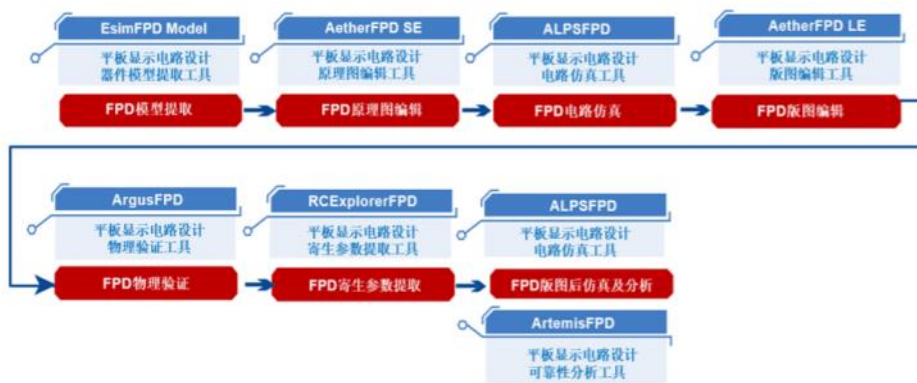 EsimFPD Model
平板显示电路设计
器件模型提取工具
FPD模型提取
AetherFPD SE
平板显示电路设计
原理图编辑工具
FPD原理图编辑
ALPSFPD
平板显示电路设计
电路仿真工具
FPD电路仿真
AetherFPD LE
平板显示电路设计
版图编辑工具
FPD版图编辑
ArgusFPD
平板显示电路设计
物理验证工具
FPD物理验证
RCExplorerFPD
平板显示电路设计
寄生参数提取工具
FPD寄生参数提取
ALPSFPD
平板显示电路设计
电路仿真工具
FPD版图后仿真及分析
ArtemisFPD
平板显示电路设计
可靠性分析工具